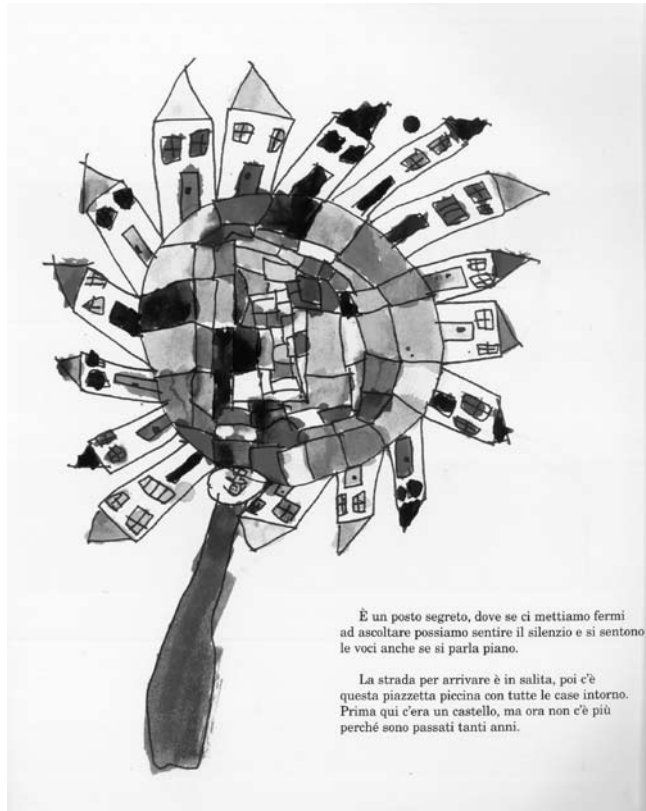 È un posto segreto, dove se ci mettiamo fermi
ad ascoltare possiamo sentire il silenzio e si sentono
le voci anche se si parla piano.
La strada per arrivare è in salita, poi c'è
questa piazzetta piccina con tutte le case intorno.
Prima qui c'era un castello, ma ora non c'è più
perché sono passati tanti anni.